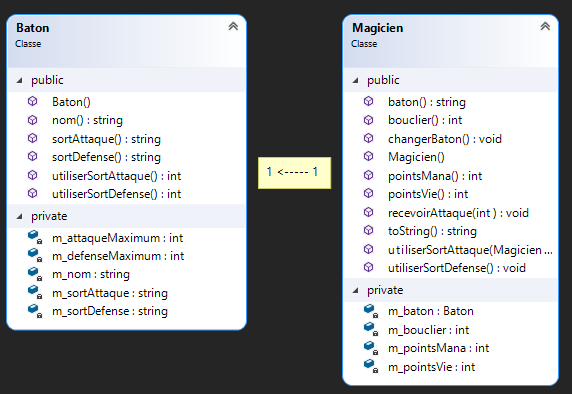 Baton
Classe
public
Baton()
nom() : string
sortAttaque() : string
sortDefense() : string
utiliserSortAttaque() : int
utiliserSortDefense() : int
private
m_attaqueMaximum : int
m_defenseMaximum : int
m_nom : string
m_sortAttaque : string
m_sortDefense : string
1 <----- 1
Magicien
Classe
public
baton() : string
bouclier() : int
changerBaton() : void
Magicien()
pointsMana() : int
pointsVie() : int
recevoirAttaque(int ) : void
toString() : string
utiliserSortAttaque(Magicien ...
utiliserSortDefense() : void
private
m_baton : Baton
m_bouclier : int
m_pointsMana : int
m_pointsVie : int